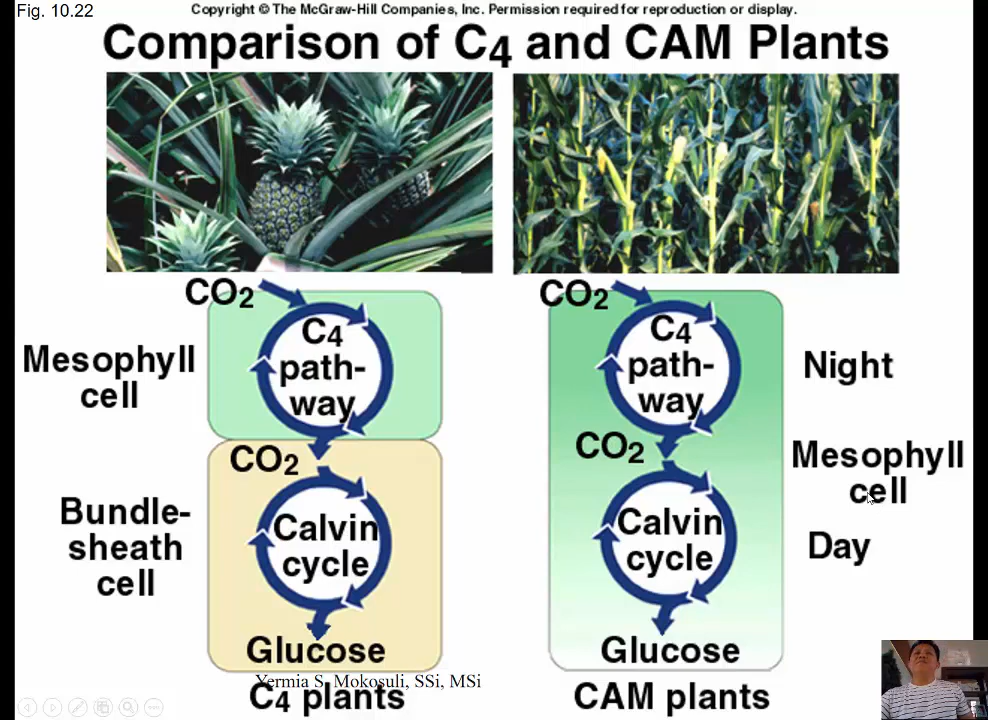 Fig. 10.22
Copyright © The McGraw-Hill Companies, Inc. Permission required for reproduction or display.
Comparison of C4 and CAM Plants
CO2
C4
path-
way
Mesophyll
cell
CO2
Calvin
cycle
Bundle-
sheath
cell
Glucose
Yermia S. Mokosuli, SSi, MSi
C4 plants
CO2
C4
path-
way
Night
CO2
Mesophyll
cell
Calvin
cycle
Day
Glucose
CAM plants